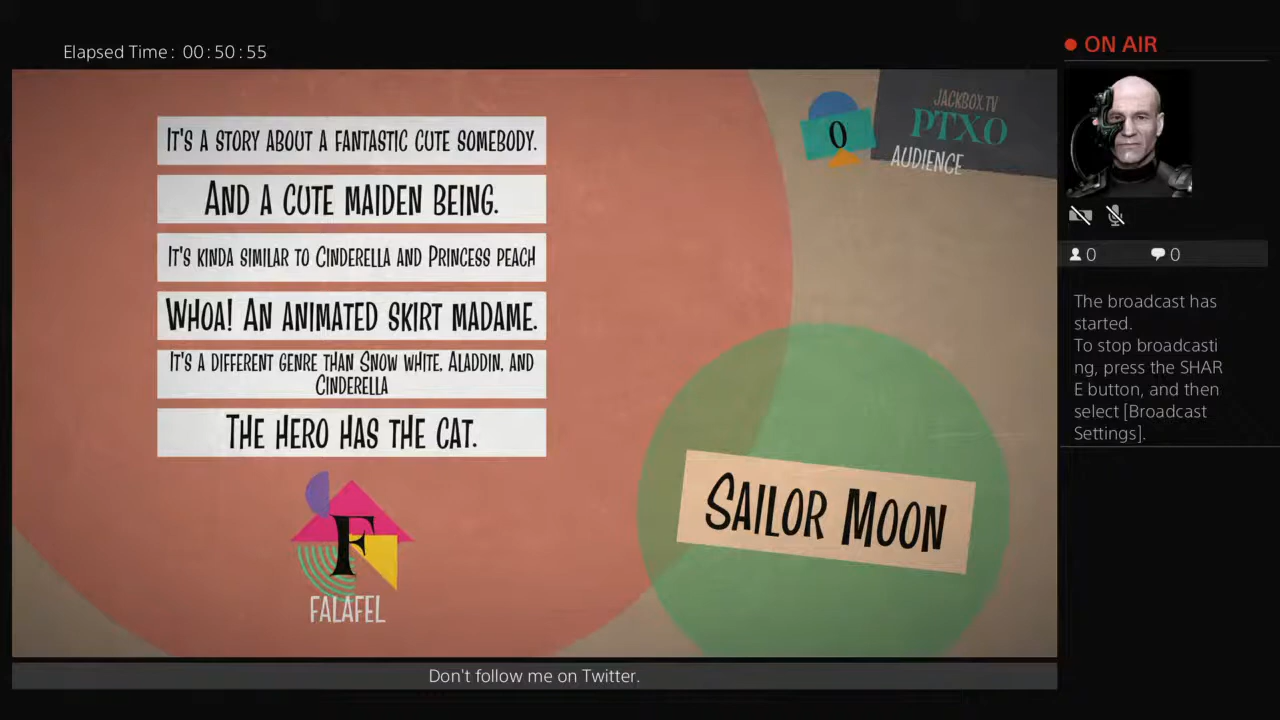 Elapsed Time: 00:50:55
ON AIR
JACKBOX.TV
PTXO
0
AUDIENCE
IT'S A STORY ABOUT A FANTASTIC CUTE SOMEBODY.
AND A CUTE MAIDEN BEING.
IT'S KINDA SIMILAR TO CINDERELLA AND PRINCESS PEACH
WHOA! AN ANIMATED SKIRT MADAME.
IT'S A DIFFERENT GENRE THAN SNOW WHITE, ALADDIN, AND
CINDERELLA
THE HERO HAS THE CAT.
F
FALAFEL
SAILOR MOON
0
0
The broadcast has
started.
To stop broadcasti
ng, press the SHAR
E button, and then
select [Broadcast
Settings].
Don't follow me on Twitter.